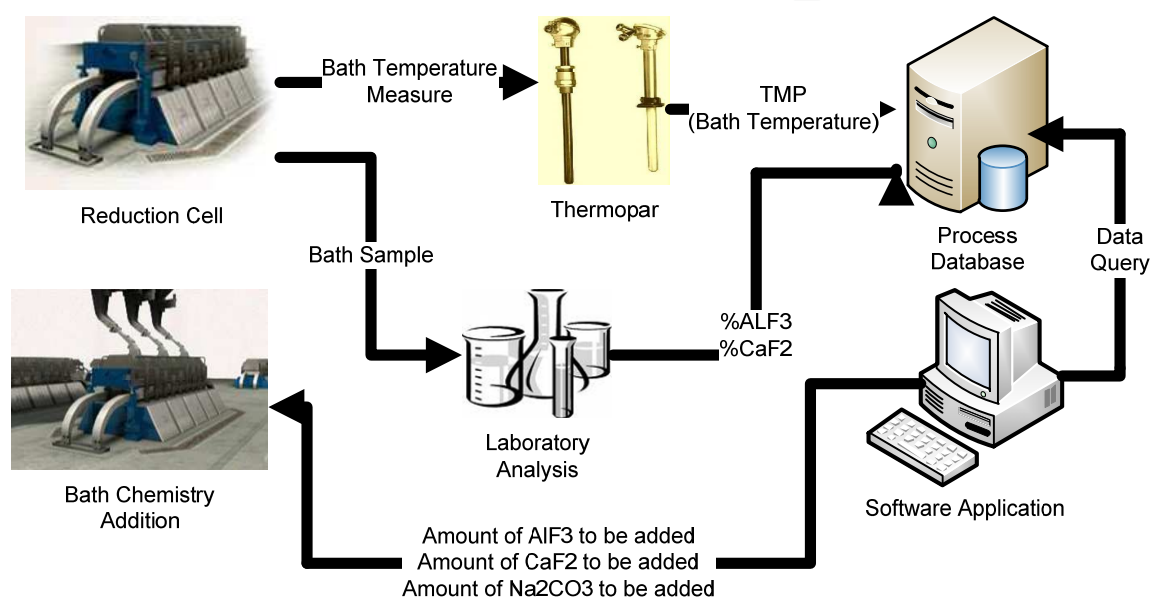 Bath Temperature
Measure
TMP
(Bath Temperature)
Reduction Cell
Thermopar
Process
Database
Data
Query
Bath Sample
%ALF3
%CaF2
Laboratory
Analysis
Bath Chemistry
Addition
Software Application
Amount of AlF3 to be added
Amount of CaF2 to be added
Amount of Na2CO3 to be added